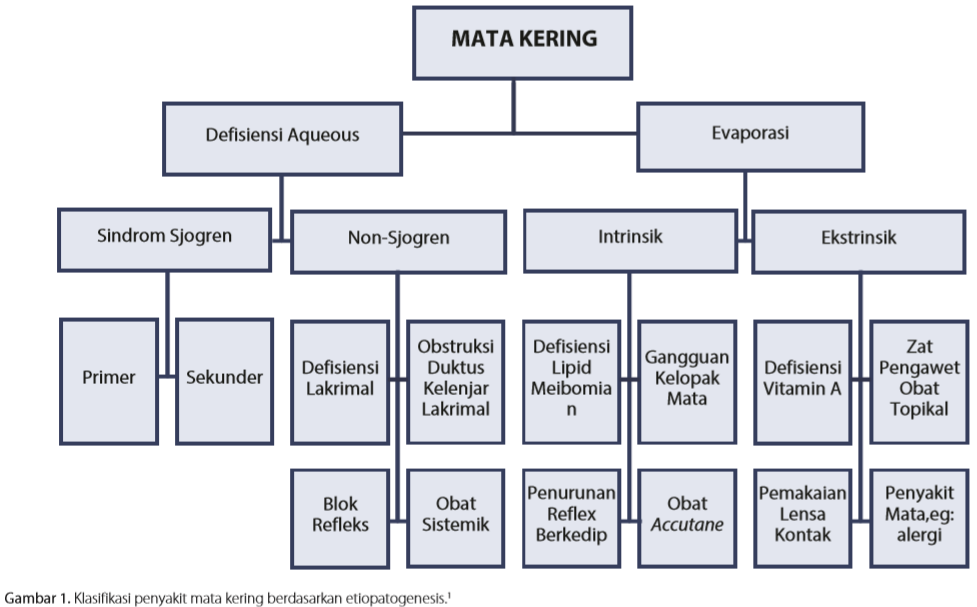 MATA KERING
Defisiensi Aqueous
Evaporasi
Sindrom Sjogren
Non-Sjogren
Intrinsik
Ekstrinsik
Primer
Sekunder
Defisiensi
Lakrimal
Obstruksi
Duktus
Kelenjar
Lakrimal
Defisiensi
Lipid
Meibomia
n
Gangguan
Kelopak
Mata
Defisiensi
Vitamin A
Zat
Pengawet
Obat
Topikal
Blok
Refleks
Obat
Sistemik
Penurunan
Reflex
Berkedip
Obat
Accutane
Pemakaian
Lensa
Kontak
Penyakit
Mata,eg:
alergi
Gambar 1. Klasifikasi penyakit mata kering berdasarkan etiopatogenesis.¹